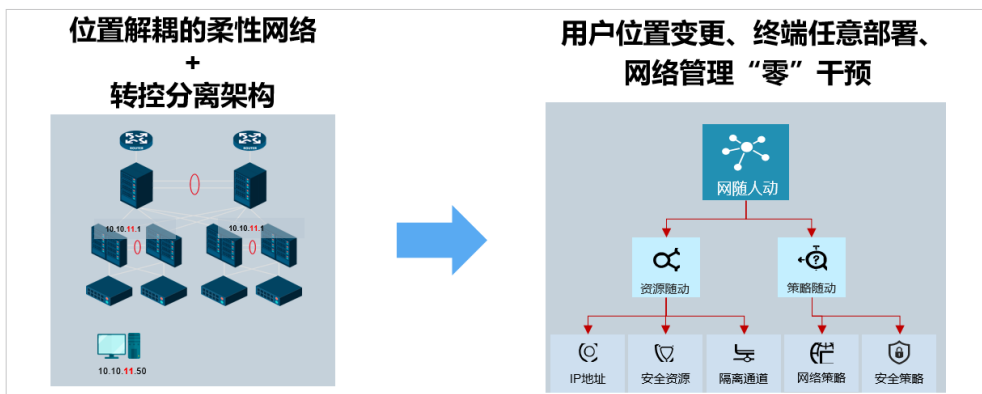 位置解耦的柔性网络
+
转控分离架构
10.10.11.1
10.10.11.1
10.10.11.50
用户位置变更、终端任意部署、
网络管理“零”干预
网随人动
资源随动
策略随动
IP地址
安全资源
隔离通道
网络策略
安全策略